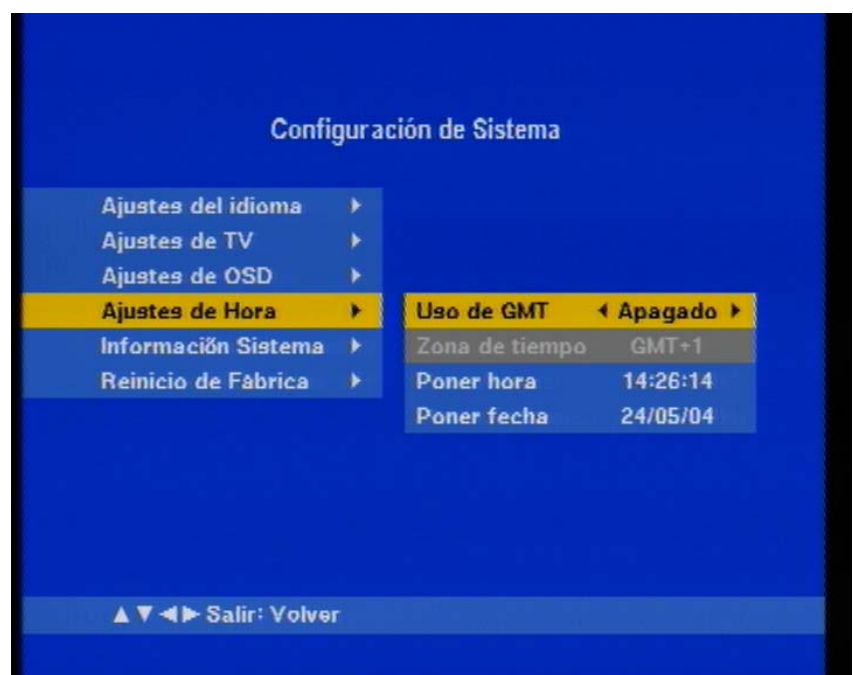 Configuración de Sistema
Ajustes del idioma
Ajustes de TV
Ajustes de OSD
Ajustes de Hora
Uso de GMT Apagado
Información Sistema
Zona de tiempo GMT+1
Reinicio de Fábrica
Poner hora 14:26:14
Poner fecha 24/05/04
▲▼◀▶ Salir: Volver